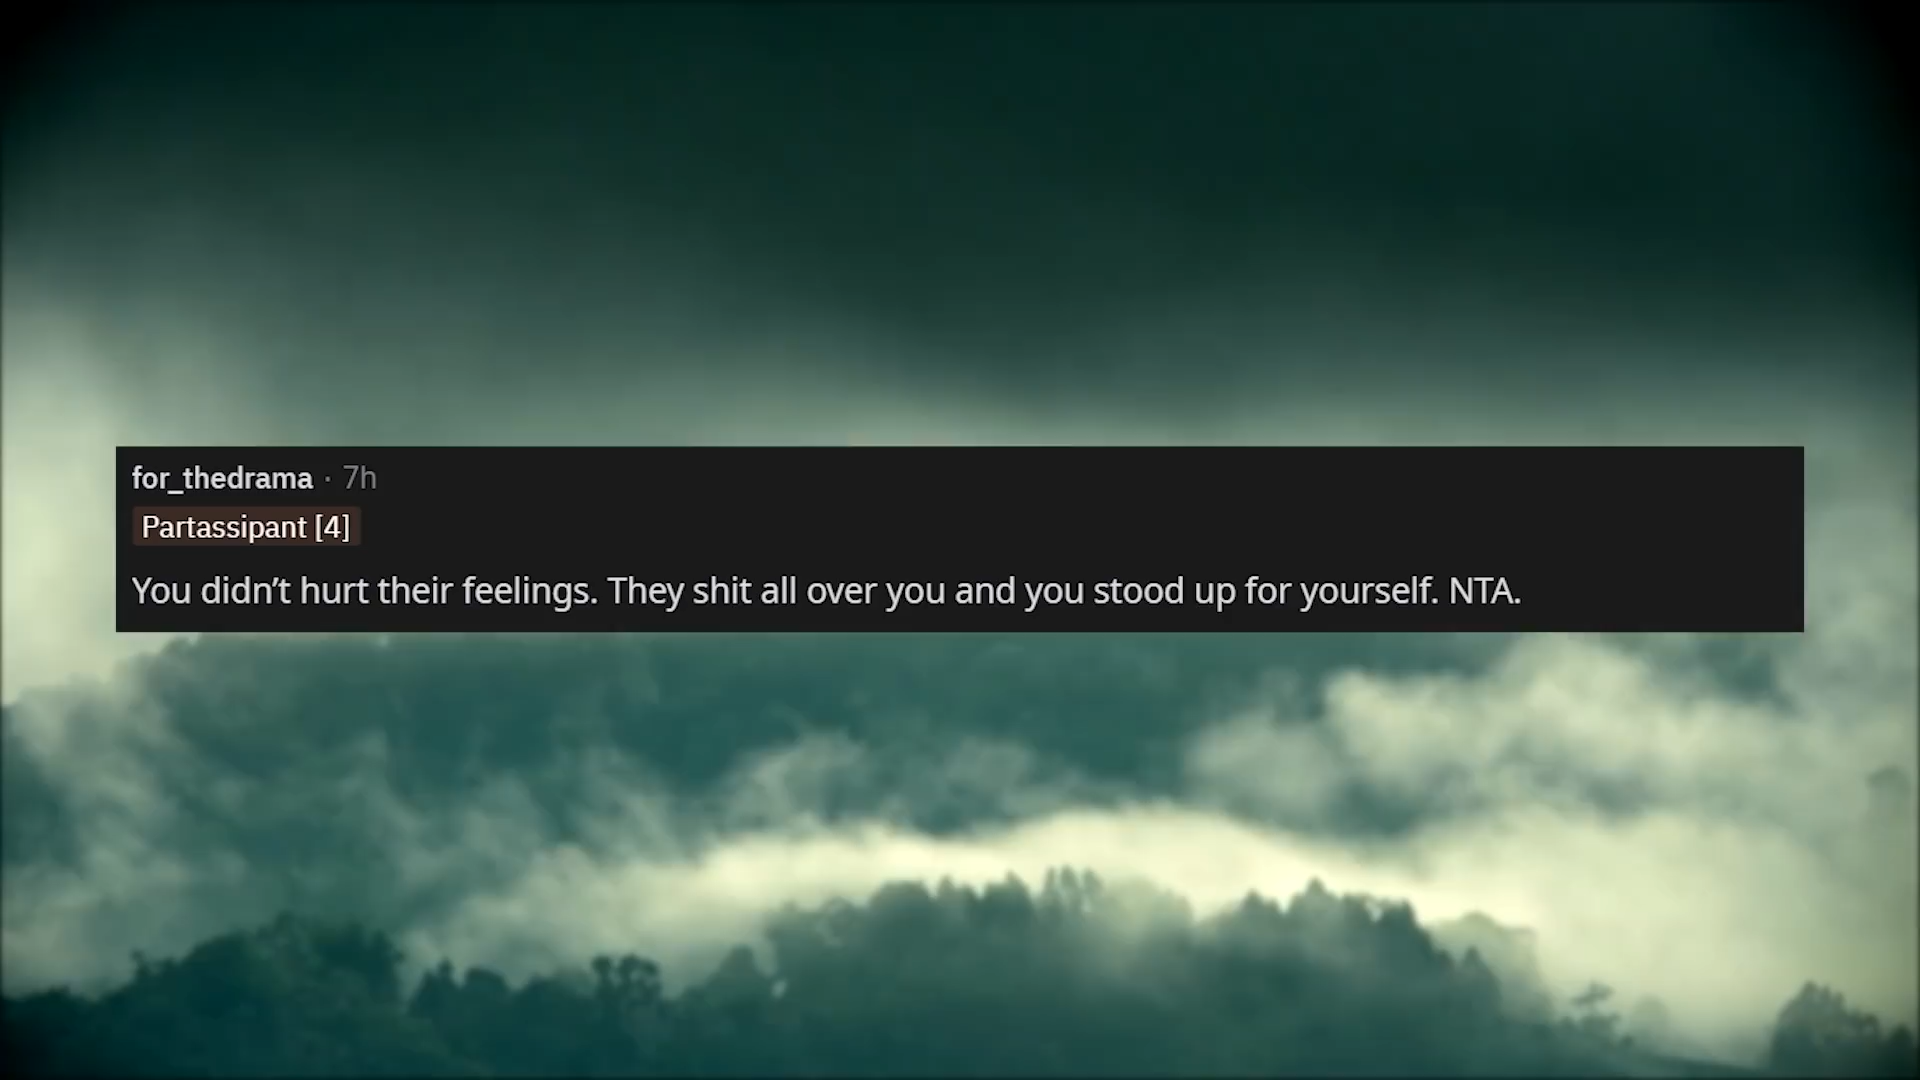 for_thedrama · 7h
Partassipant [4]
You didn’t hurt their feelings. They shit all over you and you stood up for yourself. NTA.